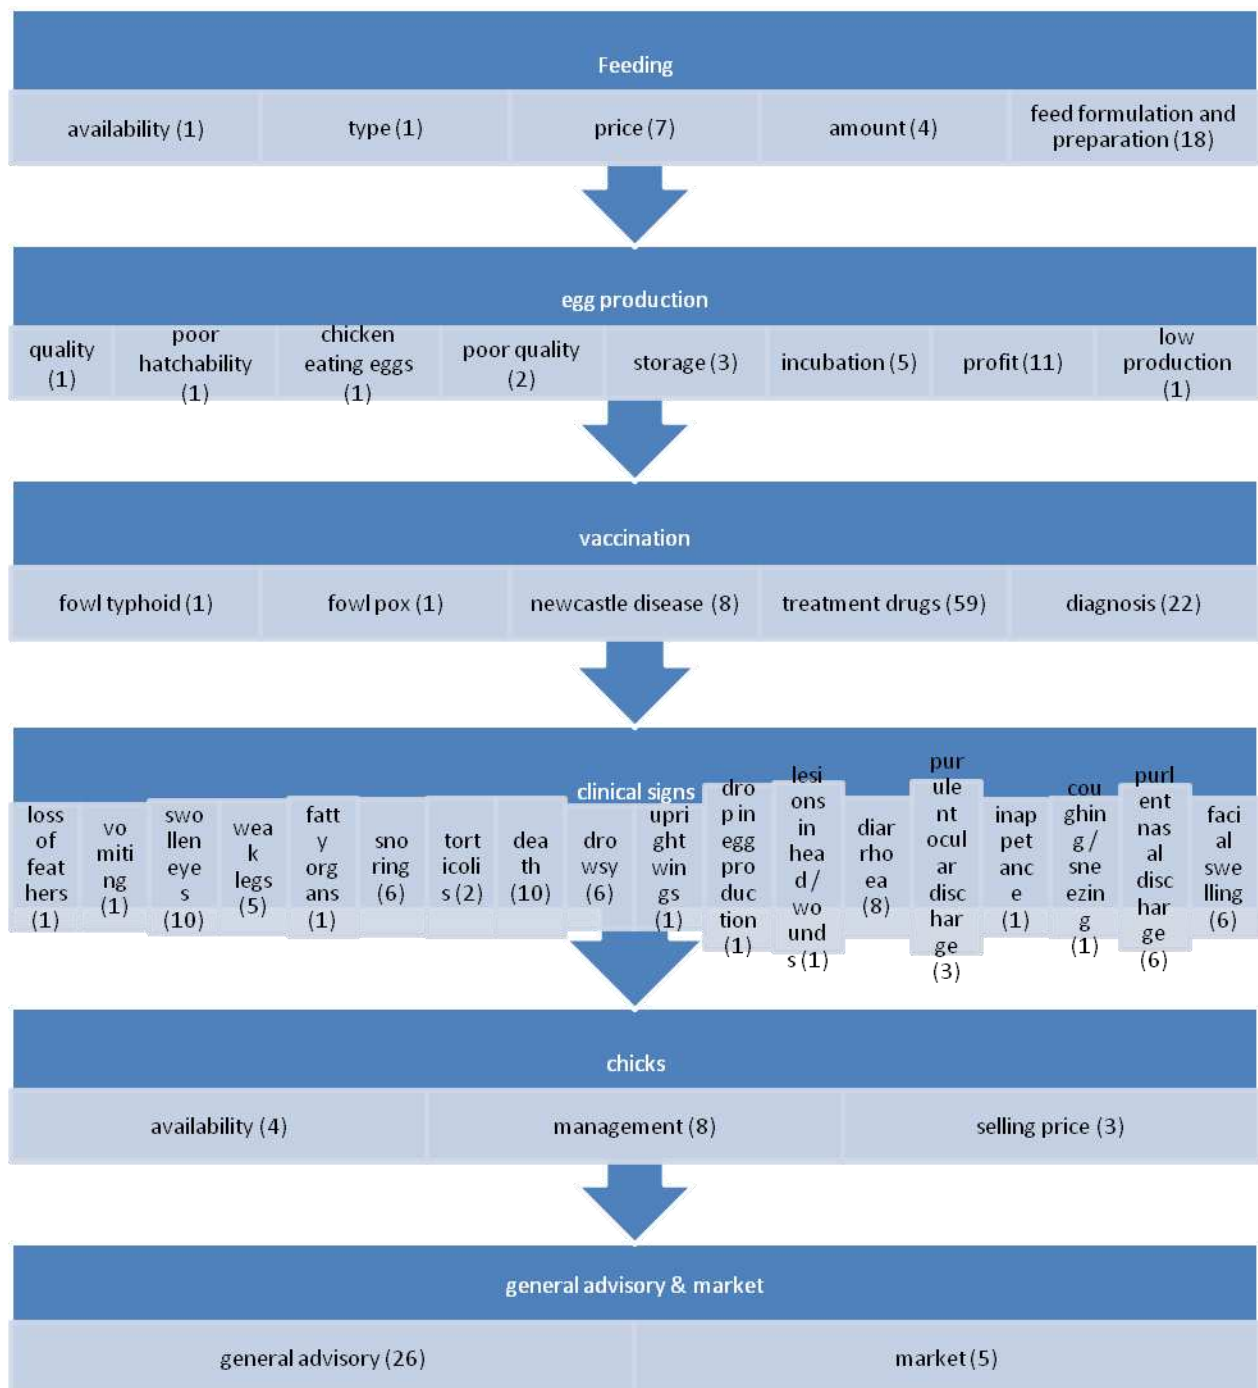 Feeding
availability (1)
type (1)
price (7)
amount (4)
feed formulation and
preparation (18)
egg production
quality
(1)
poor
hatchability
(1)
chicken
eating eggs
(1)
poor quality
(2)
storage (3)
incubation (5)
profit (11)
low
production
(1)
vaccination
fowl typhoid (1)
fowl pox (1)
newcastle disease (8)
treatment drugs (59)
diagnosis (22)
clinical signs
loss
of
feat
hers
(1)
vo
miti
ng
(1)
swo
llen
eye
s
(10)
wea
k
legs
(5)
fatt
y
org
ans
(1)
sno
ring
(6)
tort
icoli
s (2)
dea
th
(10)
dro
wsy
(6)
upri
ght
win
gs
(1)
dro
p in
egg
pro
duc
tion
(1)
lesi
ons
in
hea
d /
wo
und
s (1)
diar
rho
ea
(8)
pur
ule
nt
ocul
ar
disc
har
ge
(3)
inap
pet
anc
e
(1)
cou
ghin
g /
sne
ezin
g
(1)
purl
ent
nas
al
disc
har
ge
(6)
faci
al
swe
lling
(6)
chicks
availability (4)
management (8)
selling price (3)
general advisory & market
general advisory (26)
market (5)